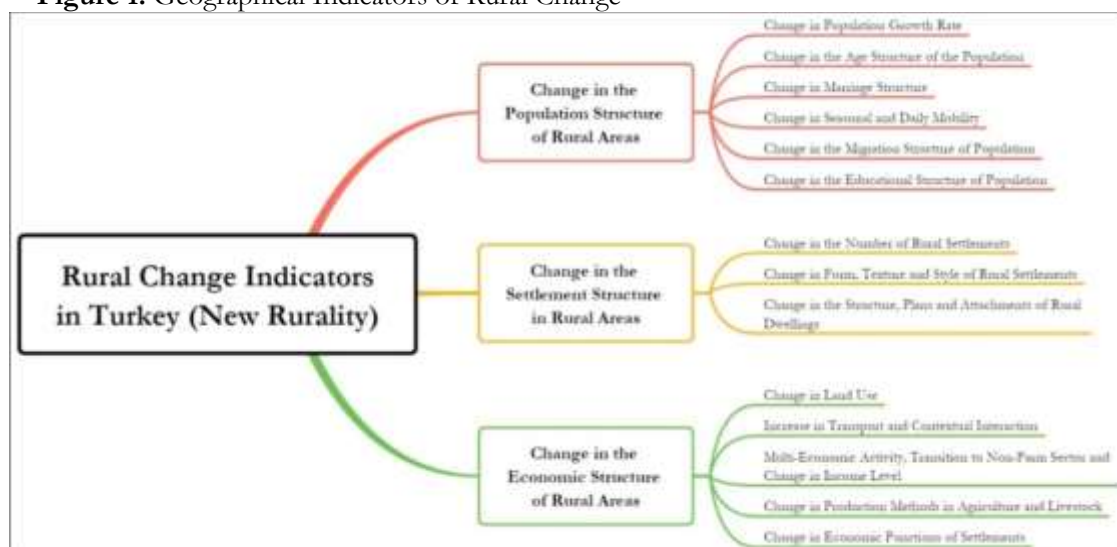 Figure 1. Geographical Indicators of Rural Change
Change in Population Growth Rate
Change in the Age Structure of the Population
Change in Marriage Structure
Change in Seasonal and Daily Mobility
Change in the Migration Structure of Population
Change in the Educational Structure of Population
Change in the
Population Structure
of Rural Areas
Rural Change Indicators
in Turkey (New Rurality)
Change in the
Settlement Structure
in Rural Areas
Change in the Number of Rural Settlements
Change in Form, Texture and Style of Rural Settlements
Change in the Structure, Plans and Attachments of Rural
Dwellings
Change in the
Economic Structure
of Rural Areas
Change in Land Use
Increase in Transport and Contextual Interaction
Multi-Economic Activity, Transition to Non-Farm Sector and
Change in Income Level
Change in Production Methods in Agriculture and Livestock
Change in Economic Functions of Settlements